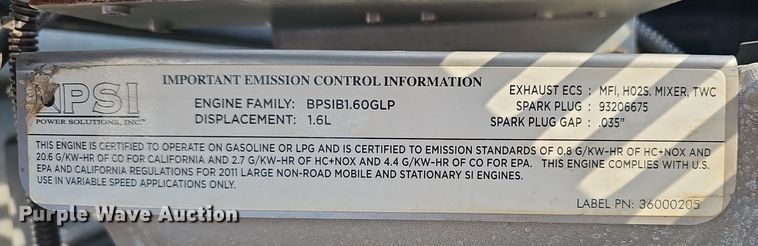 PSI
POWER SOLUTIONS, INC.
IMPORTANT EMISSION CONTROL INFORMATION
ENGINE FAMILY: BPSIB1.60GLP
DISPLACEMENT: 1.6L
EXHAUST ECS : MFI, HO2S. MIXER, TWC
SPARK PLUG : 93206675
SPARK PLUG GAP : .035"
THIS ENGINE IS CERTIFIED TO OPERATE ON GASOLINE OR LPG AND IS CERTIFIED TO EMISSION STANDARDS OF 0.8 G/KW-HR OF HC+NOX AND
20.6 G/KW-HR OF CO FOR CALIFORNIA AND 2.7 G/KW-HR OF HC+NOX AND 4.4 G/KW-HR OF CO FOR EPA. THIS ENGINE COMPLIES WITH U.S.
EPA AND CALIFORNIA REGULATIONS FOR 2011 LARGE NON-ROAD MOBILE AND STATIONARY SI ENGINES.
USE IN VARIABLE SPEED APPLICATIONS ONLY.
LABEL PN: 36000205
Purple Wave Auction